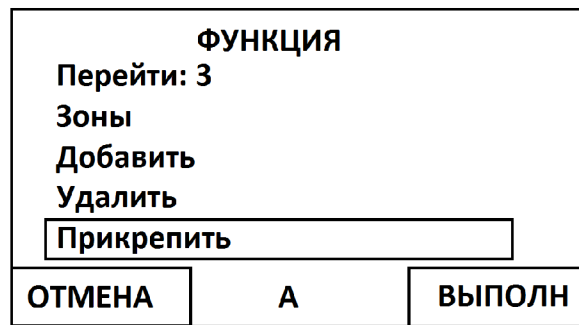 ФУНКЦИЯ
Перейти: 3
Зоны
Добавить
Удалить
Прикрепить
ОТМЕНА А ВЫПОЛН